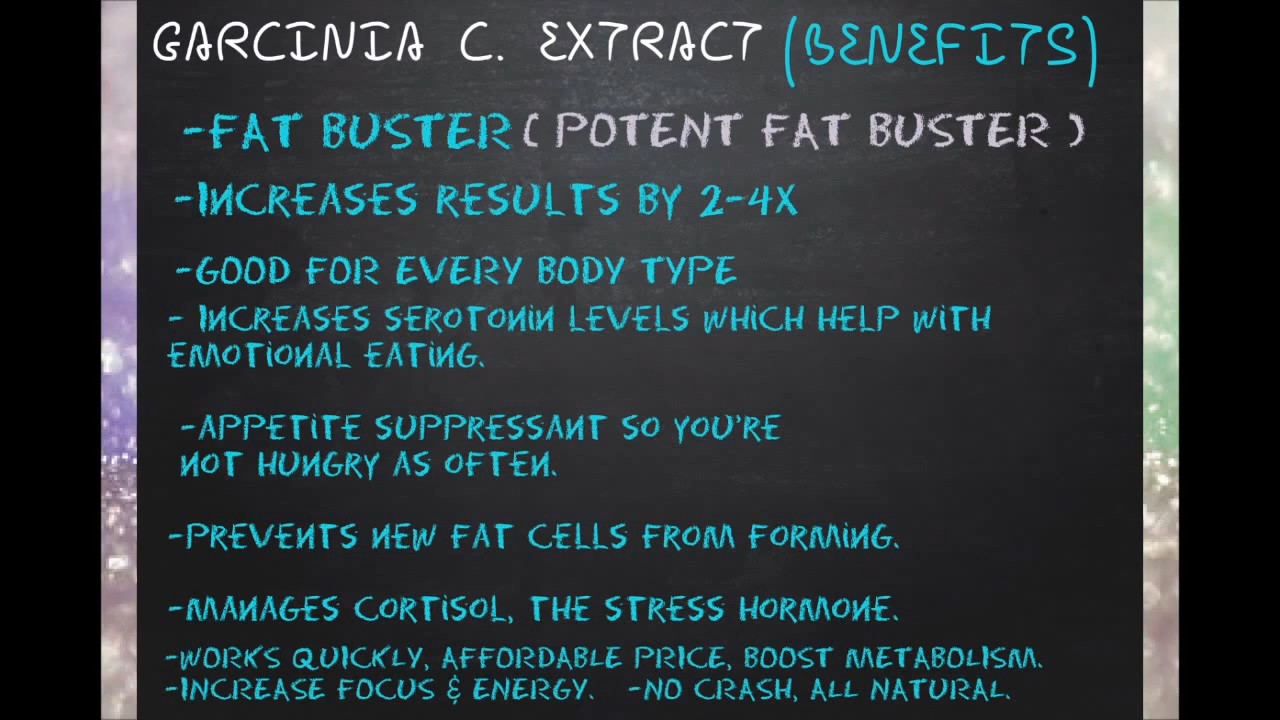 GARCINIA C. EXTRACT (BENEFITS)
-FAT BUSTER ( POTENT FAT BUSTER )
-INCREASES RESULTS BY 2-4X
-GOOD FOR EVERY BODY TYPE
- INCREASES SEROTONIN LEVELS WHICH HELP WITH
EMOTIONAL EATING.
-APPETITE SUPPRESSANT SO YOU'RE
NOT HUNGRY AS OFTEN.
-PREVENTS NEW FAT CELLS FROM FORMING.
-MANAGES CORTISOL, THE STRESS HORMONE.
-WORKS QUICKLY, AFFORDABLE PRICE, BOOST METABOLISM.
-INCREASE FOCUS & ENERGY. -NO CRASH, ALL NATURAL.